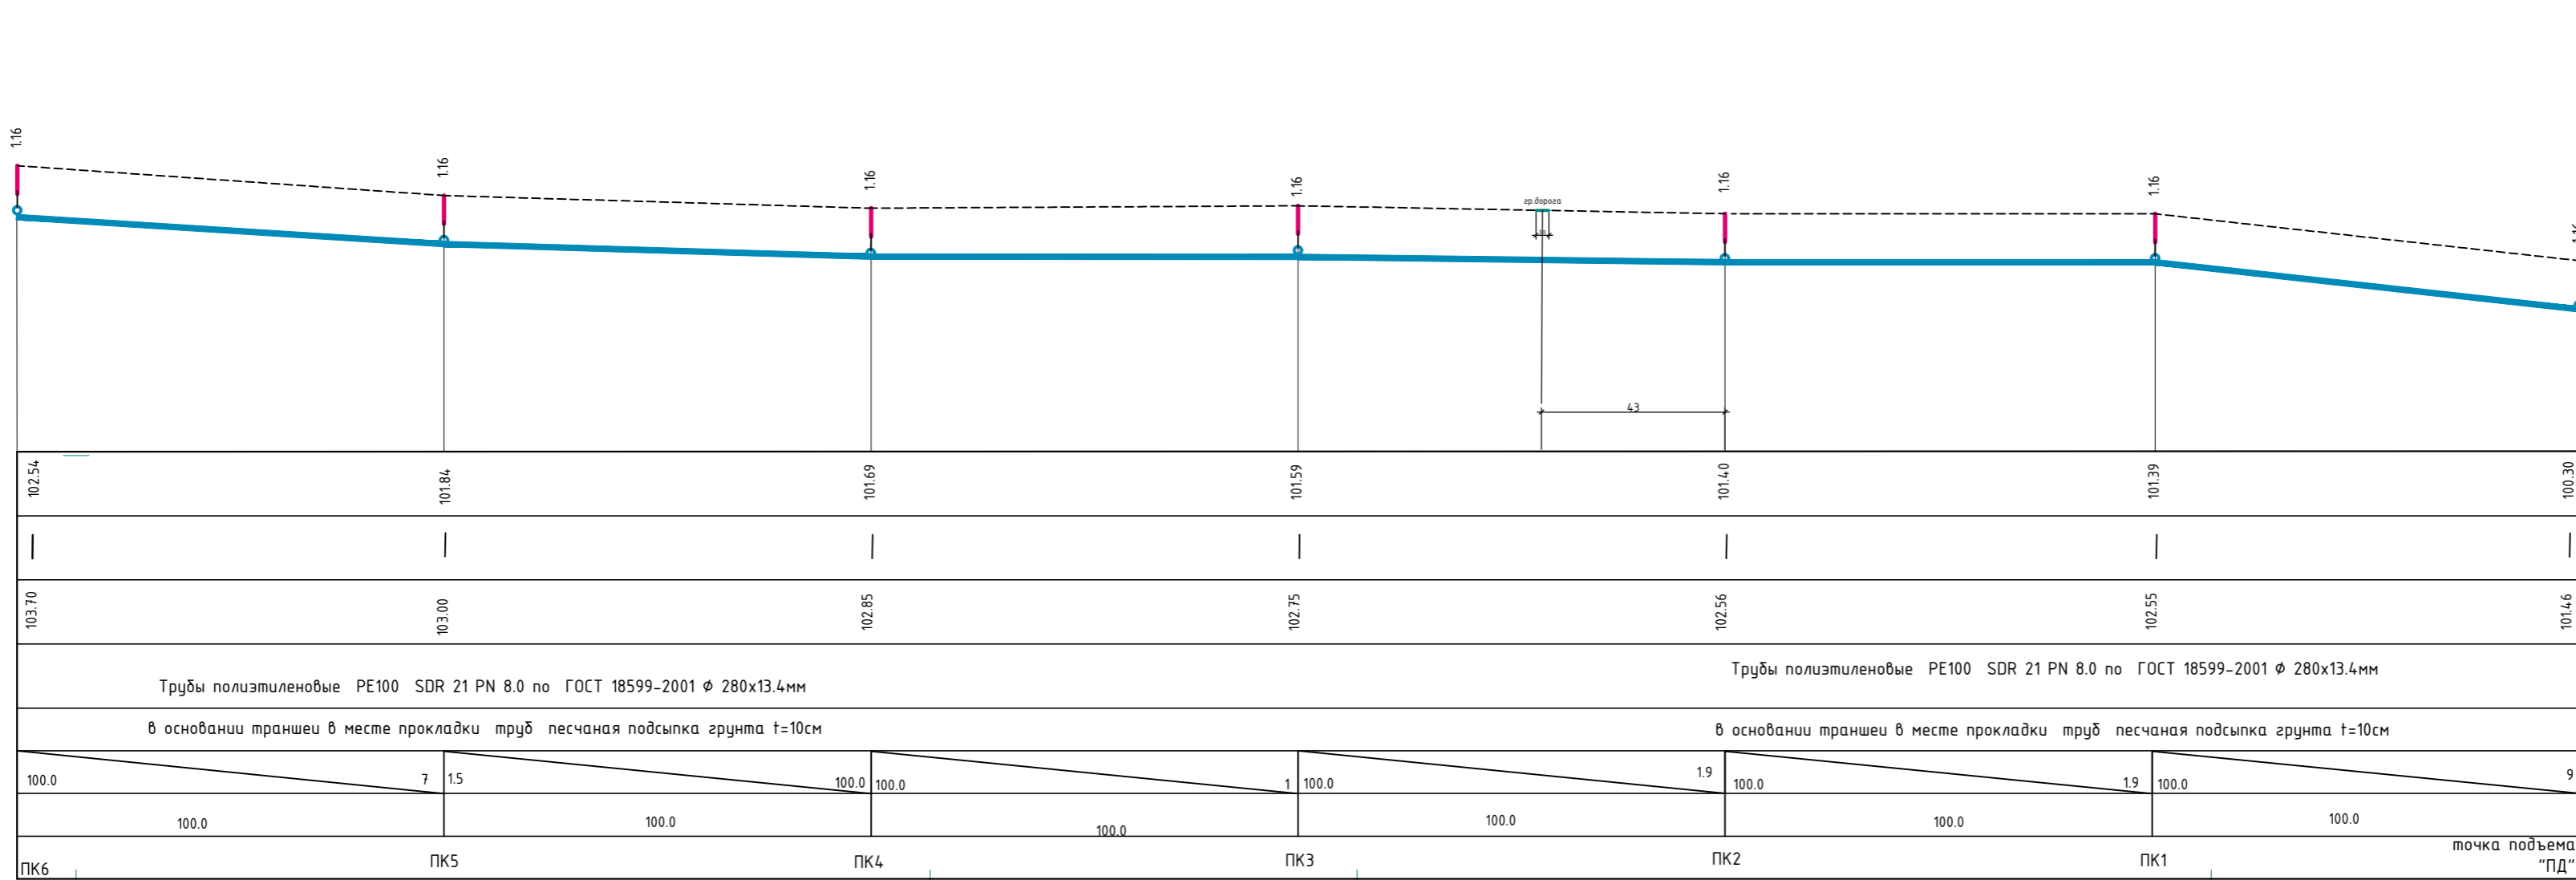 1.16 1.16 1.16 1.16 1.16 1.16 1.16
гр.дорога
43
102.54 101.84 101.69 101.59 101.40 101.39 100.30
103.70 103.00 102.85 102.75 102.56 102.55 101.46
Трубы полиэтиленовые PE100 SDR 21 PN 8.0 по ГОСТ 18599-2001 Ø 280х13.4мм
Трубы полиэтиленовые PE100 SDR 21 PN 8.0 по ГОСТ 18599-2001 Ø 280х13.4мм
в основании траншеи в месте прокладки труб песчаная подсыпка грунта t=10см
в основании траншеи в месте прокладки труб песчаная подсыпка грунта t=10см
100.0 7 1.5 100.0 100.0 1 100.0 1.9 100.0 1.9 100.0 9
100.0 100.0 100.0 100.0 100.0 100.0
ПК6 ПК5 ПК4 ПК3 ПК2 ПК1
точка подъема
"ПД"